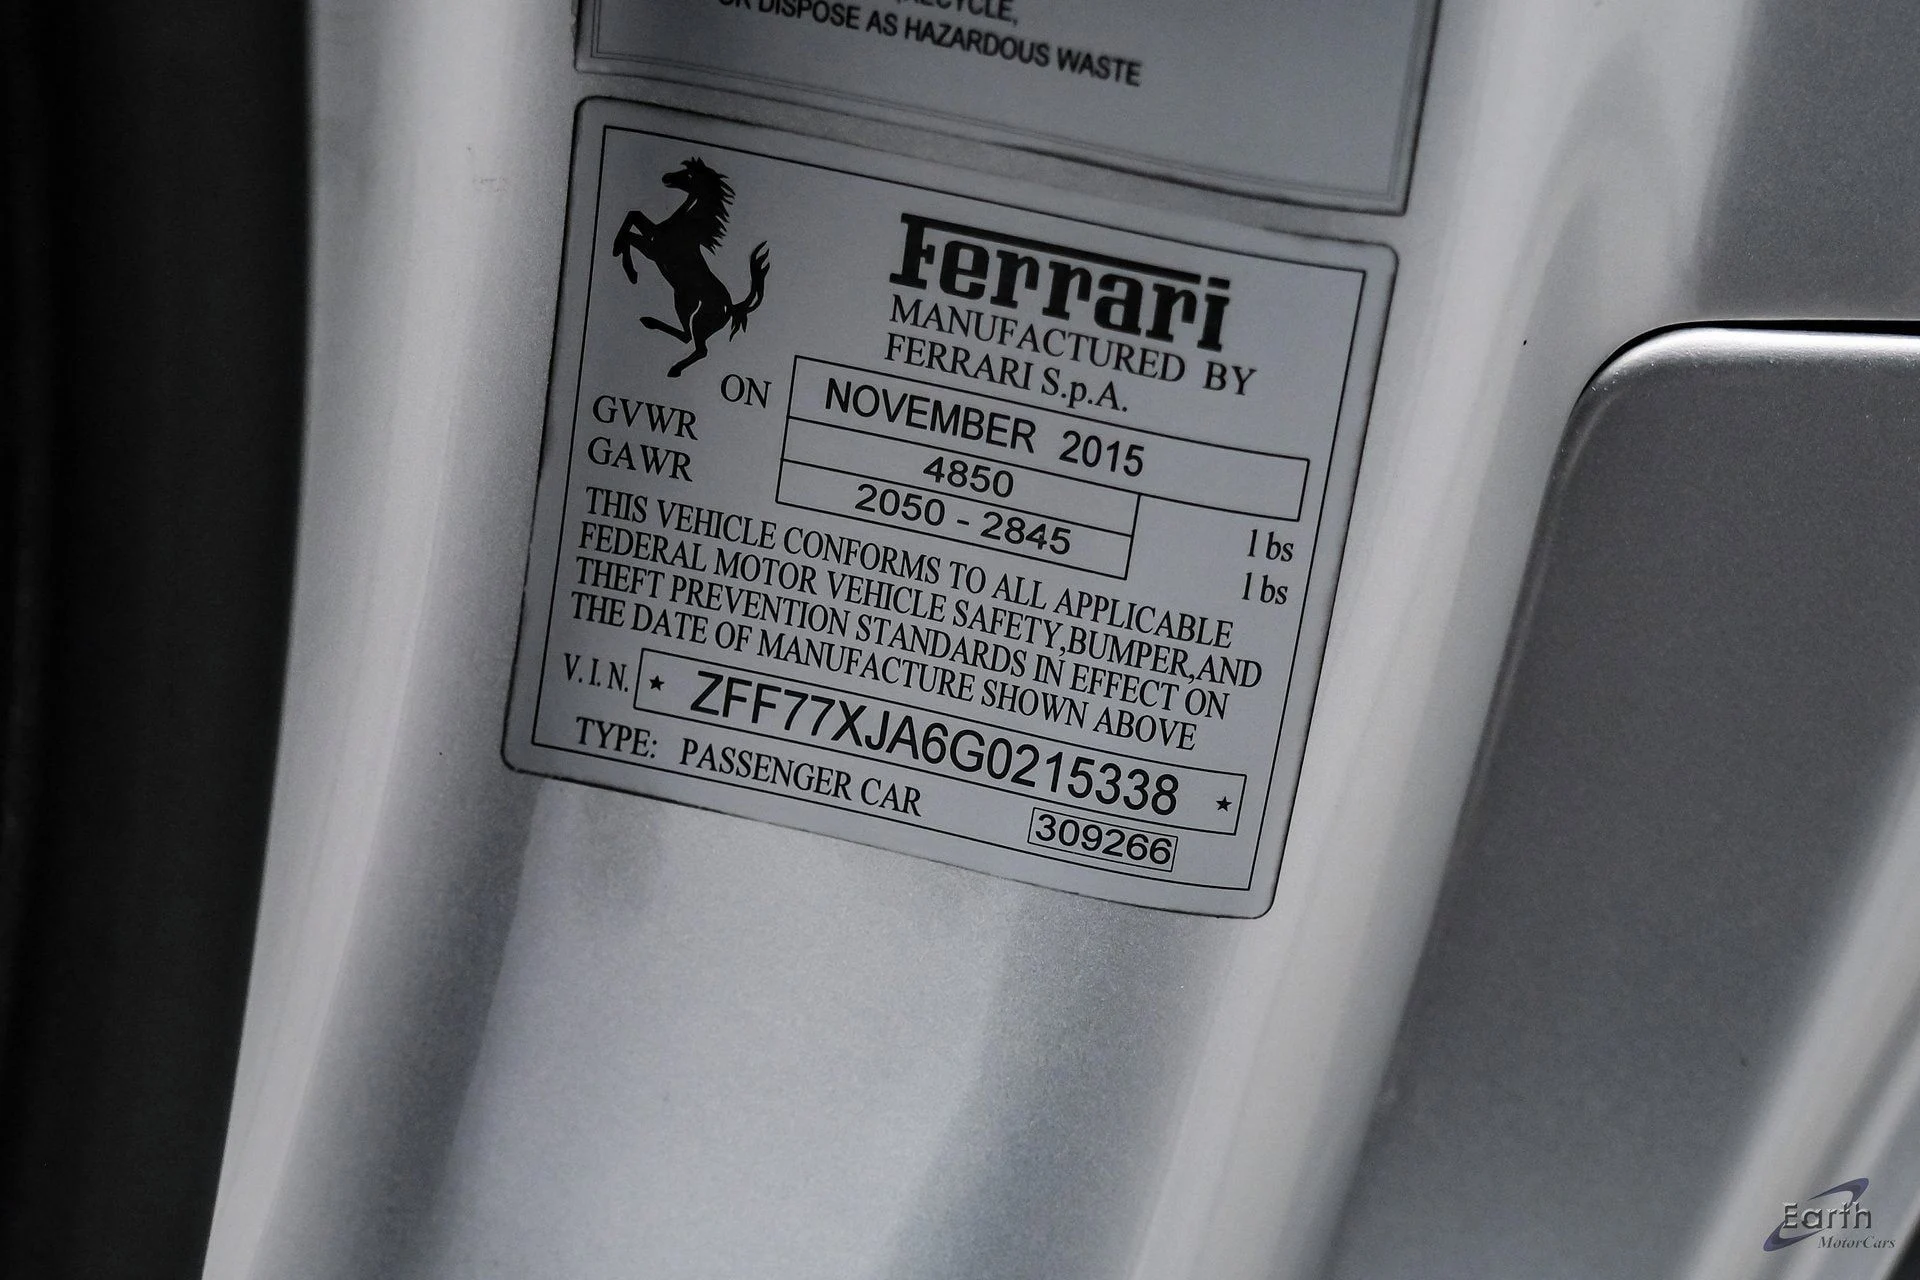 RECYCLE,
OR DISPOSE AS HAZARDOUS WASTE
Ferrari
MANUFACTURED BY
FERRARI S.p.A.
ON NOVEMBER 2015
GVWR 4850 lbs
GAWR 2050 - 2845 lbs
THIS VEHICLE CONFORMS TO ALL APPLICABLE
FEDERAL MOTOR VEHICLE SAFETY,BUMPER,AND
THEFT PREVENTION STANDARDS IN EFFECT ON
THE DATE OF MANUFACTURE SHOWN ABOVE
V.I.N. ★ ZFF77XJA6G0215338 ★
TYPE: PASSENGER CAR
309266
Earth
MotorCars